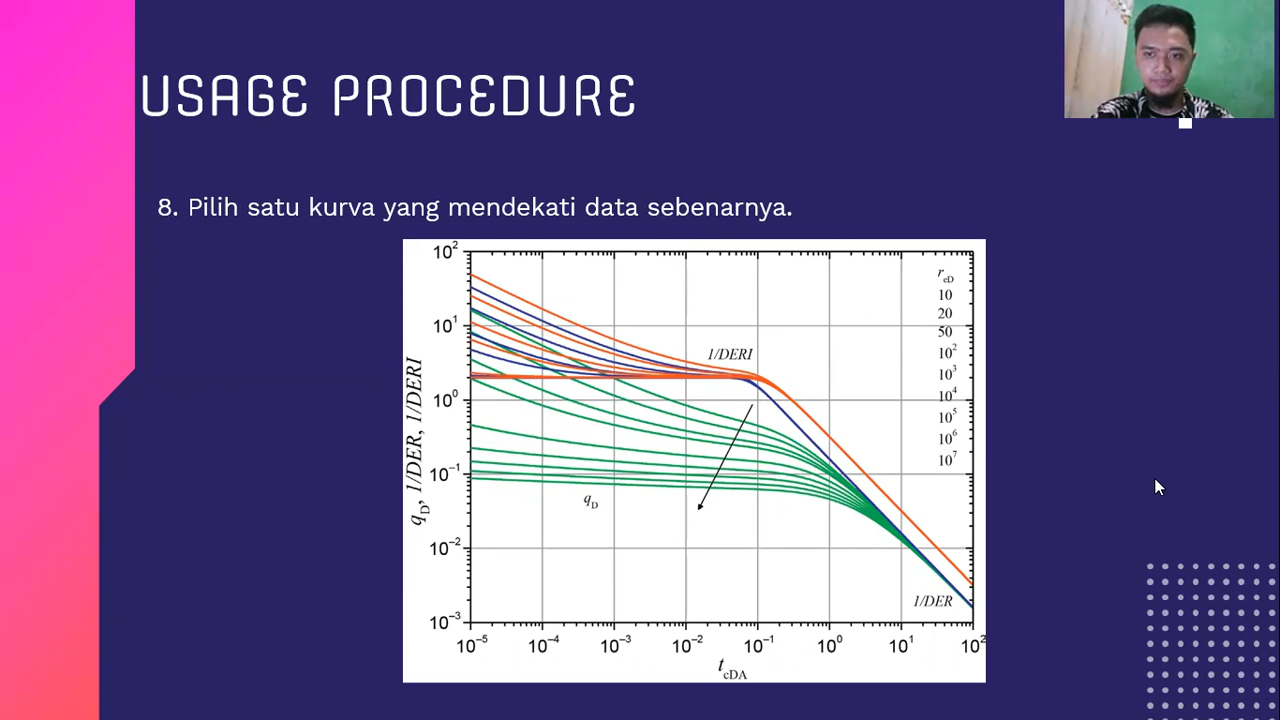 USAGE PROCEDURE
8. Pilih satu kurva yang mendekati data sebenarnya.
10²
10¹
10⁰
10⁻¹
10⁻²
10⁻³
q_D, 1/DER, 1/DERI
1/DERI
r_eD
10
20
50
10²
10³
10⁴
10⁵
10⁶
10⁷
q_D
1/DER
10⁻⁵ 10⁻⁴ 10⁻³ 10⁻² 10⁻¹ 10⁰ 10¹ 10²
t_cDA